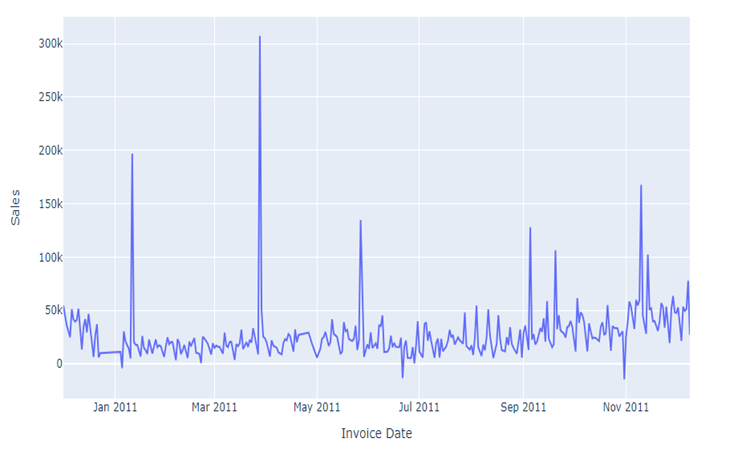 300k
250k
200k
150k
100k
50k
0
Sales
Jan 2011 Mar 2011 May 2011 Jul 2011 Sep 2011 Nov 2011
Invoice Date